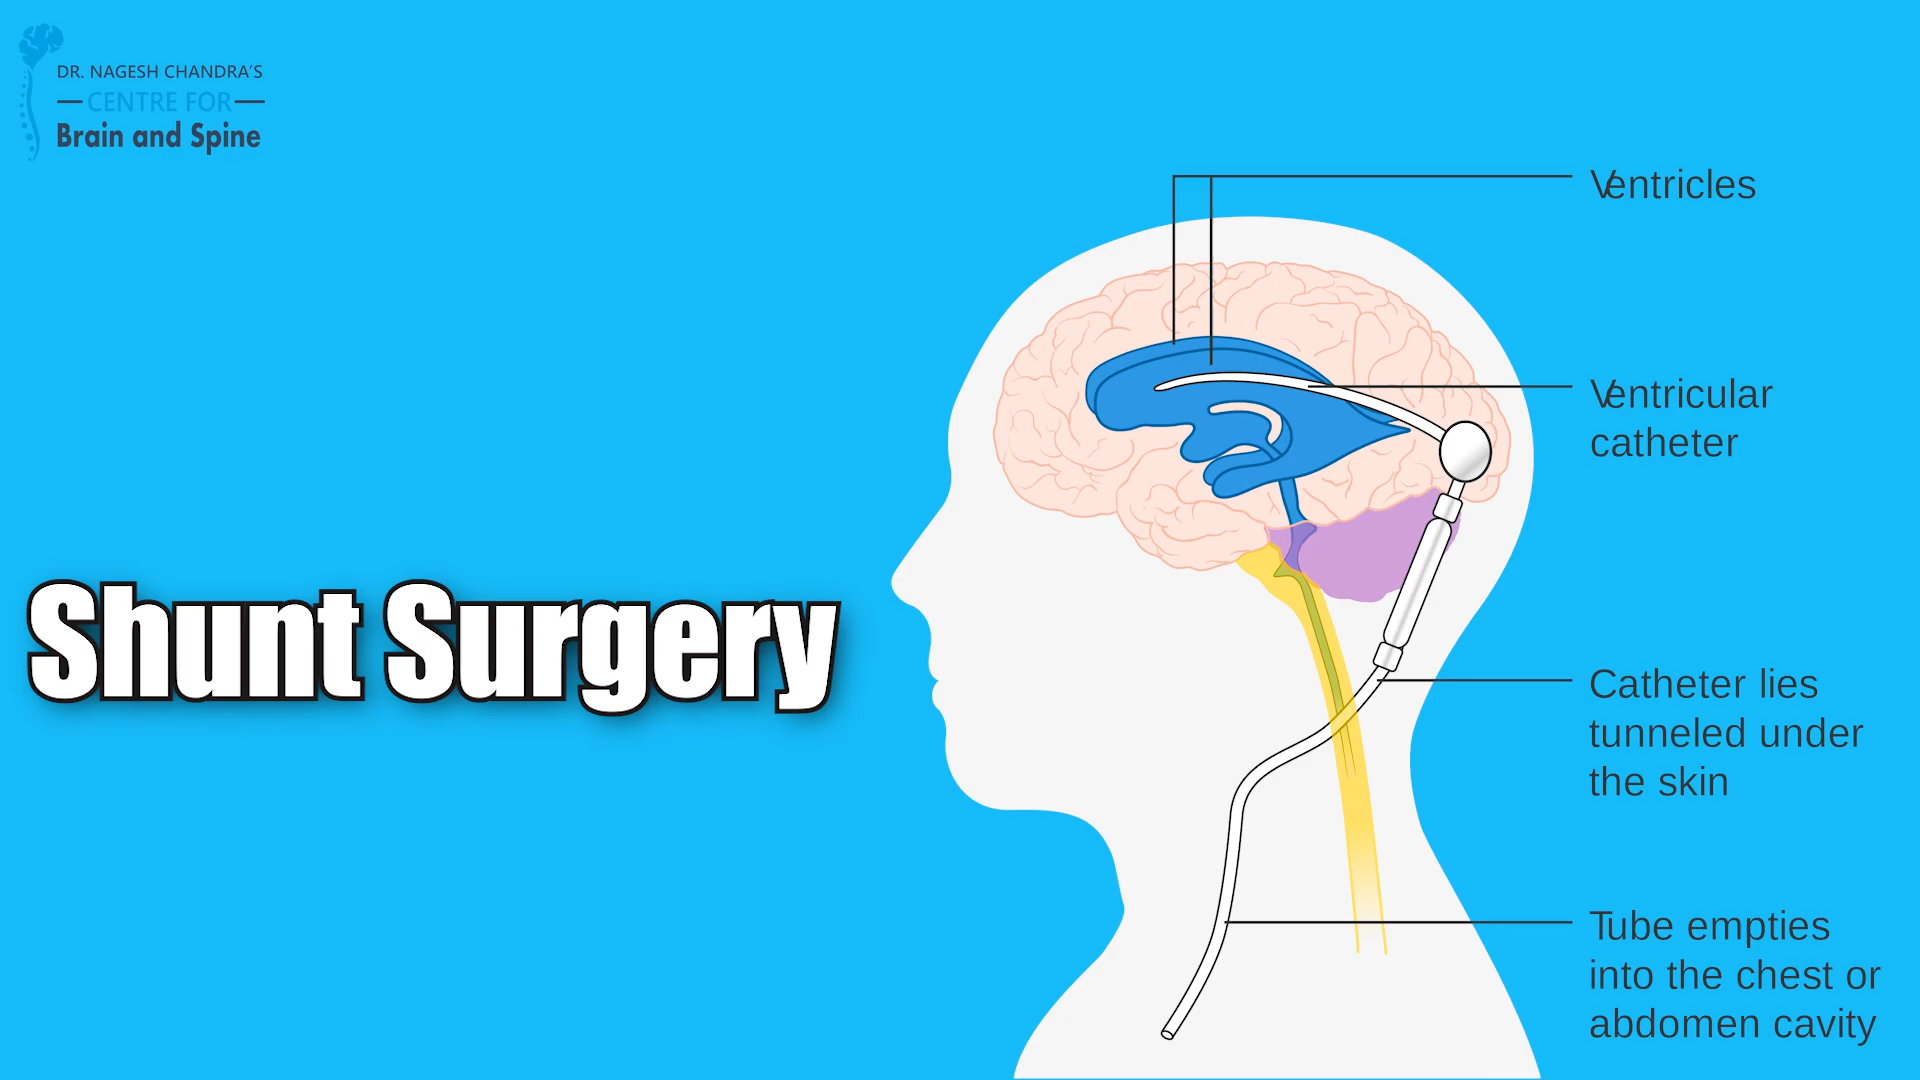 DR. NAGESH CHANDRA'S
CENTRE FOR
Brain and Spine
Ventricles
Ventricular
catheter
Shunt Surgery
Catheter lies
tunneled under
the skin
Tube empties
into the chest or
abdomen cavity